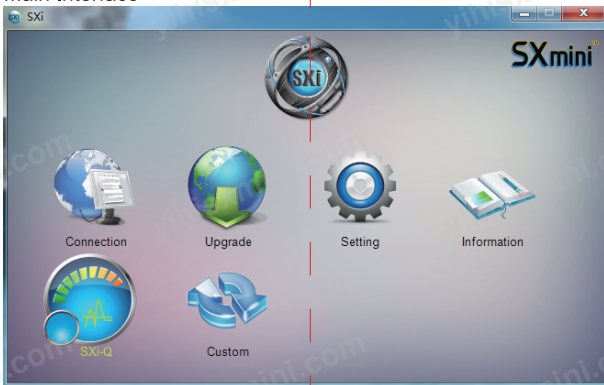 Main Interface
SXi
SXmini
SXi
Connection
Upgrade
Setting
Information
SXi-Q
Custom